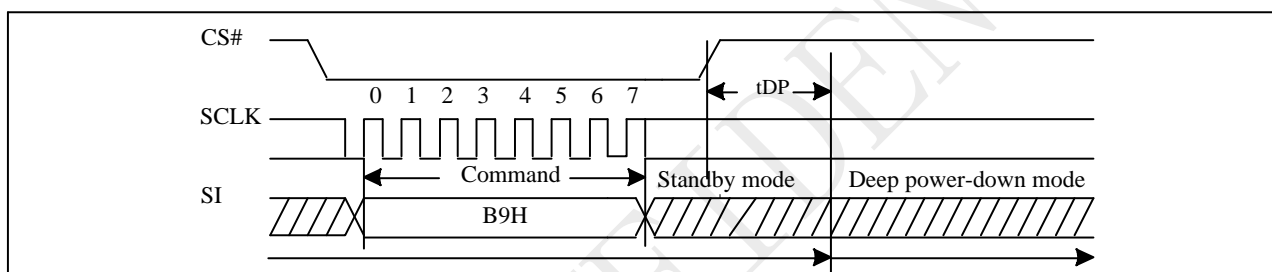 CS#
tDP
0 1 2 3 4 5 6 7
SCLK
Command
Standby mode
Deep power-down mode
SI
B9H